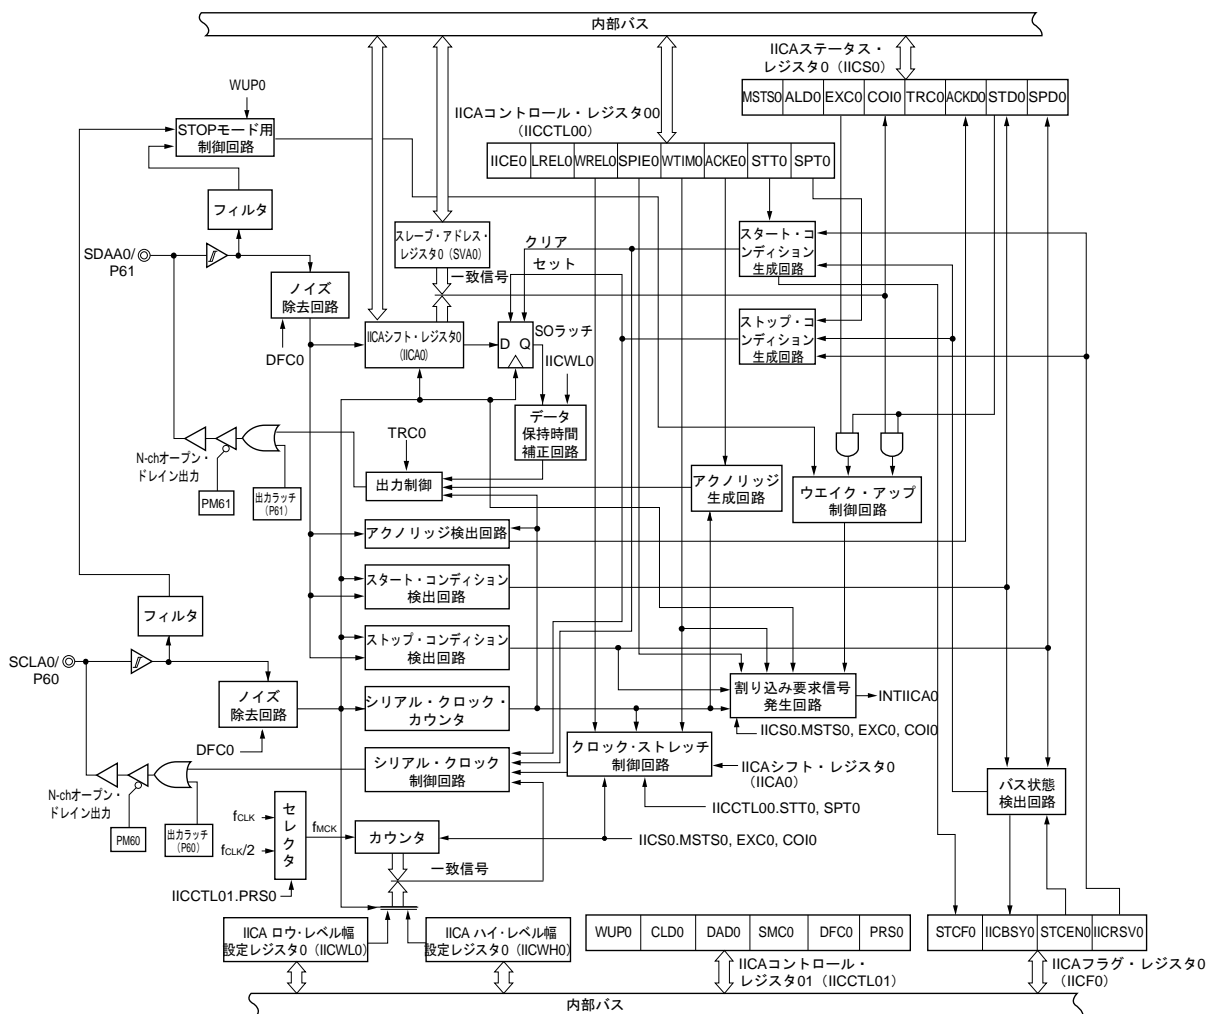 内部バス
IICAステータス・
レジスタ0（IICS0）
MSTS0 ALD0 EXC0 COI0 TRC0 ACKD0 STD0 SPD0
WUP0
IICAコントロール・レジスタ00
（IICCTL00）
IICE0 LREL0 WREL0 SPIE0 WTIM0 ACKE0 STT0 SPT0
STOPモード用
制御回路
フィルタ
SDAA0/
P61
スレーブ・アドレス・
レジスタ0（SVA0）
クリア
セット
一致信号
スタート・コ
ンディション
生成回路
ノイズ
除去回路
DFC0
IICAシフト・レジスタ0
（IICA0）
D Q
SOラッチ
IICWL0
ストップ・コ
ンディション
生成回路
データ
保持時間
補正回路
TRC0
N-chオープン・
ドレイン出力
PM61
出力ラッチ
（P61）
出力制御
アクノリッジ
生成回路
ウエイク・アップ
制御回路
アクノリッジ検出回路
スタート・コンディション
検出回路
フィルタ
ストップ・コンディション
検出回路
SCLA0/
P60
ノイズ
除去回路
DFC0
シリアル・クロック・
カウンタ
割り込み要求信号
発生回路
INTIICA0
IICS0.MSTS0, EXC0, COI0
シリアル・クロック
制御回路
クロック・ストレッチ
制御回路
IICAシフト・レジスタ0
（IICA0）
IICCTL00.STT0, SPT0
バス状態
検出回路
N-chオープン・
ドレイン出力
PM60
出力ラッチ
（P60）
fCLK
fCLK/2
セレクタ
fMCK
カウンタ
IICS0.MSTS0, EXC0, COI0
一致信号
IICCTL01.PRS0
IICA ロウ・レベル幅
設定レジスタ0（IICWL0）
IICA ハイ・レベル幅
設定レジスタ0（IICWH0）
WUP0 CLD0 DAD0 SMC0 DFC0 PRS0
STCF0 IICBSY0 STCEN0 IICRSV0
IICAコントロール・
レジスタ01（IICCTL01）
IICAフラグ・レジスタ0
（IICF0）
内部バス